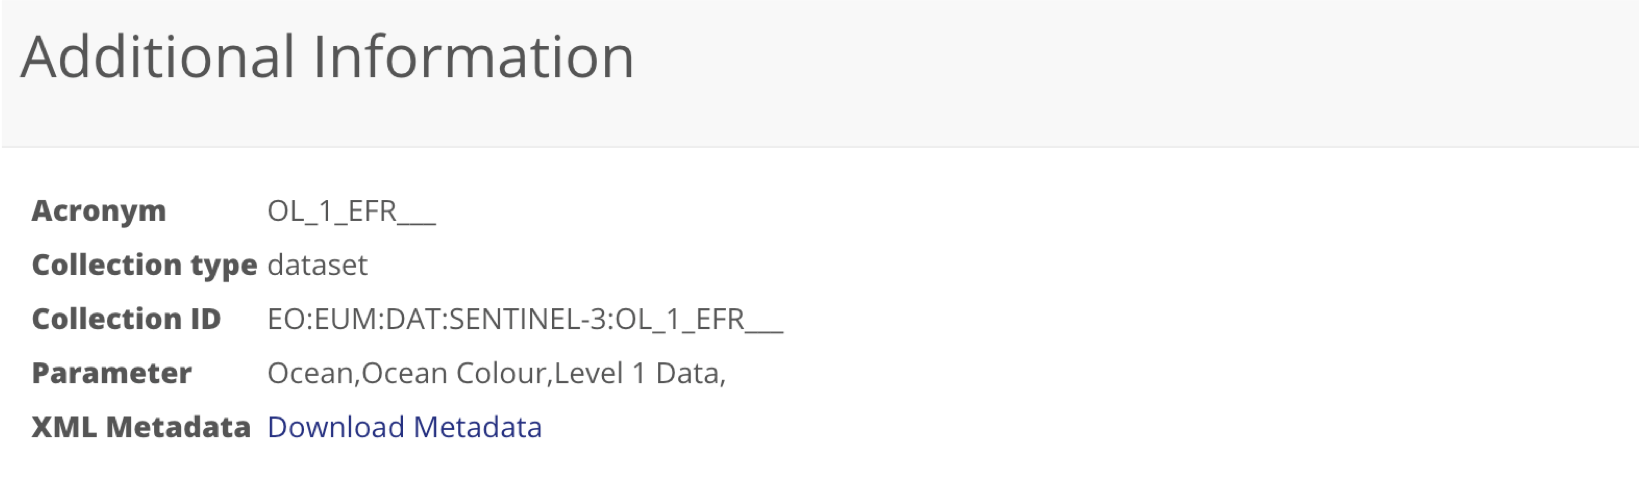 Additional Information
Acronym OL_1_EFR___
Collection type dataset
Collection ID EO:EUM:DAT:SENTINEL-3:OL_1_EFR___
Parameter Ocean,Ocean Colour,Level 1 Data,
XML Metadata Download Metadata